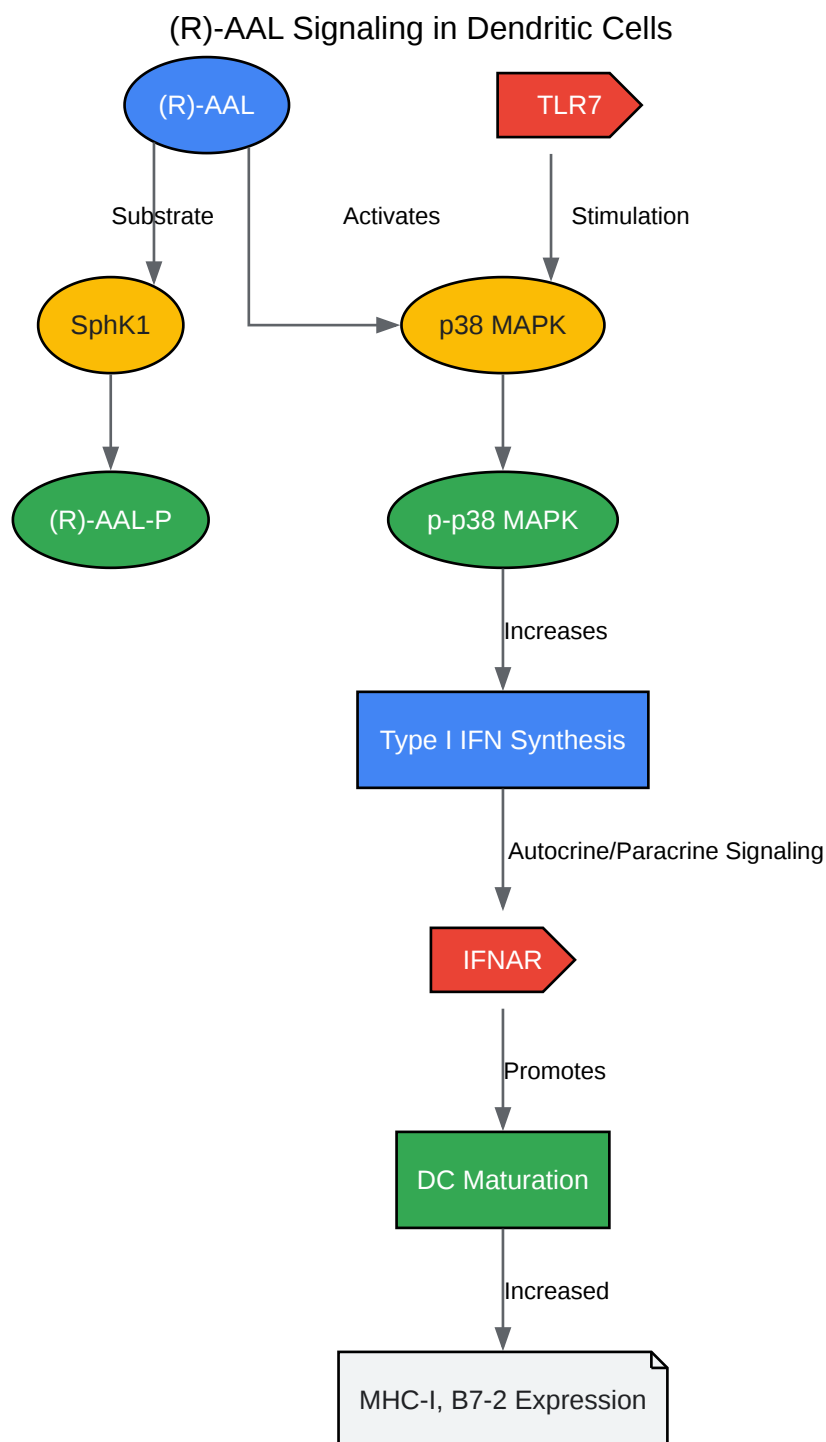 (R)-AAL Signaling in Dendritic Cells
(R)-AAL
TLR7
Substrate
Activates
Stimulation
SphK1
p38 MAPK
(R)-AAL-P
p-p38 MAPK
Increases
Type I IFN Synthesis
Autocrine/Paracrine Signaling
IFNAR
Promotes
DC Maturation
Increased
MHC-I, B7-2 Expression